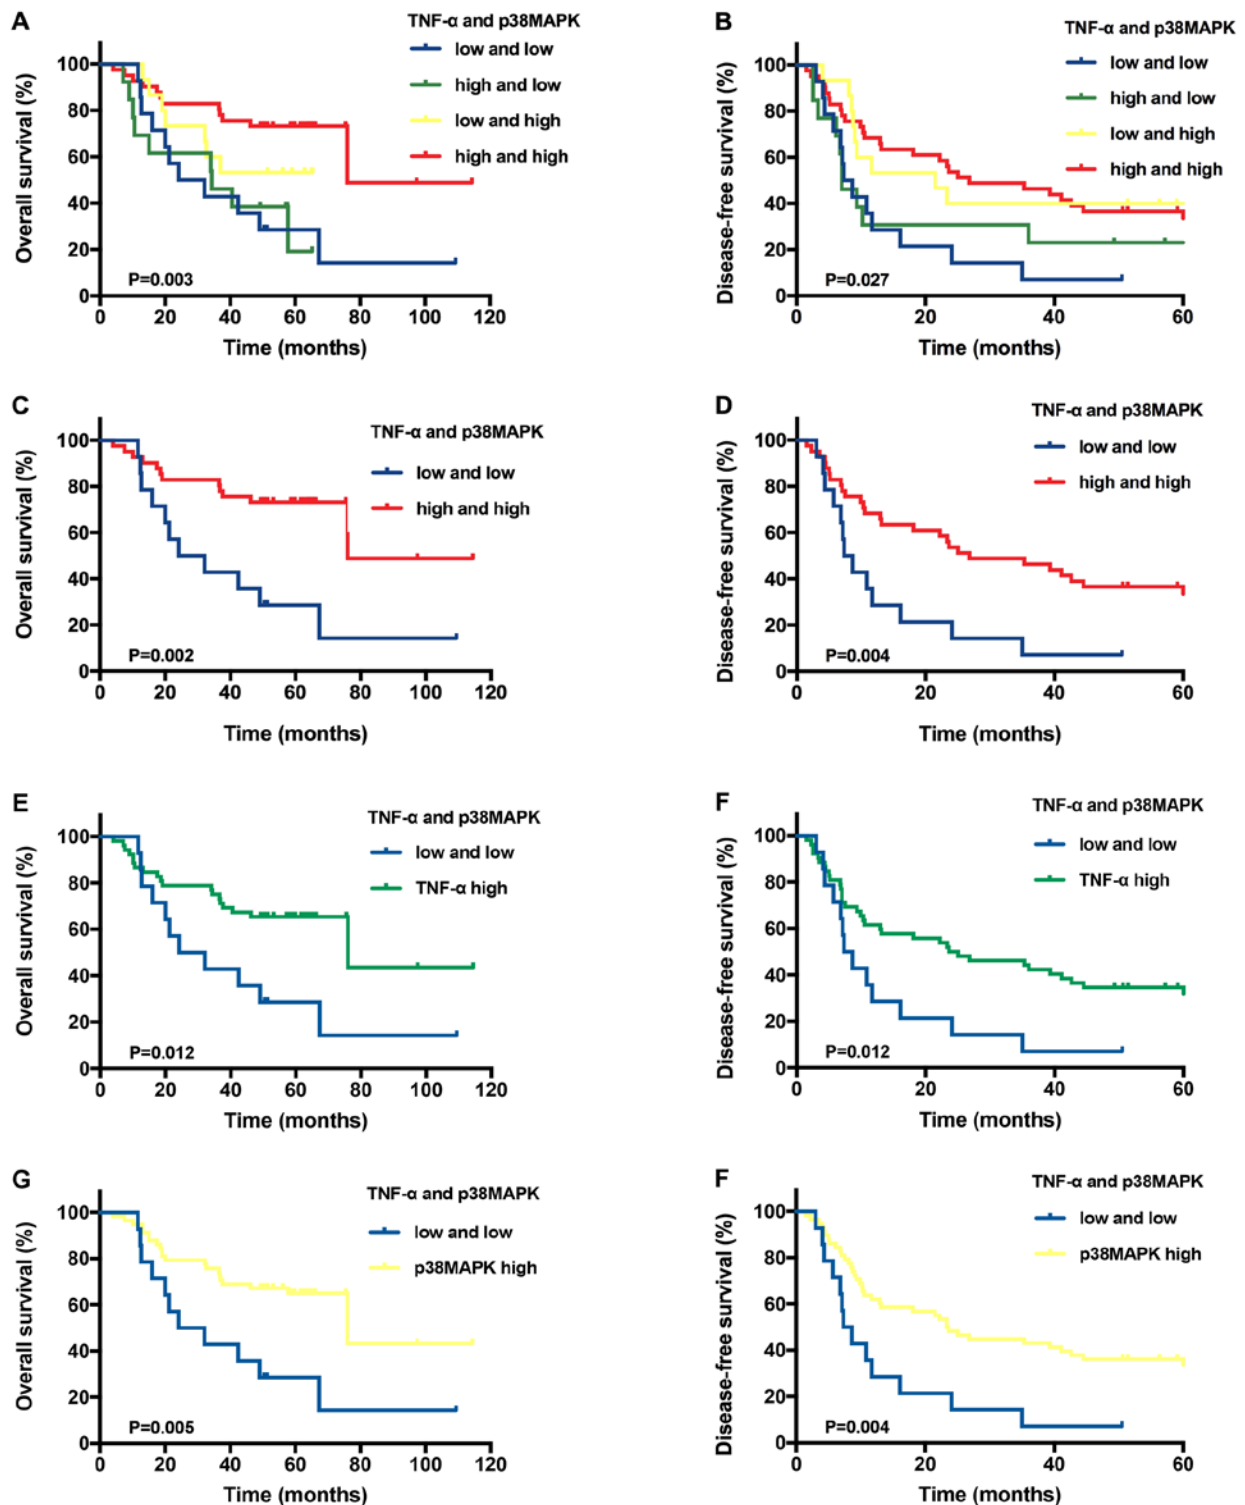 A
TNF-α and p38MAPK
low and low
high and low
low and high
high and high
Overall survival (%)
100
80
60
40
20
0
P=0.003
0 20 40 60 80 100 120
Time (months)
B
TNF-α and p38MAPK
low and low
high and low
low and high
high and high
Disease-free survival (%)
100
80
60
40
20
0
P=0.027
0 20 40 60
Time (months)
C
TNF-α and p38MAPK
low and low
high and high
Overall survival (%)
100
80
60
40
20
0
P=0.002
0 20 40 60 80 100 120
Time (months)
D
TNF-α and p38MAPK
low and low
high and high
Disease-free survival (%)
100
80
60
40
20
0
P=0.004
0 20 40 60
Time (months)
E
TNF-α and p38MAPK
low and low
TNF-α high
Overall survival (%)
100
80
60
40
20
0
P=0.012
0 20 40 60 80 100 120
Time (months)
F
TNF-α and p38MAPK
low and low
TNF-α high
Disease-free survival (%)
100
80
60
40
20
0
P=0.012
0 20 40 60
Time (months)
G
TNF-α and p38MAPK
low and low
p38MAPK high
Overall survival (%)
100
80
60
40
20
0
P=0.005
0 20 40 60 80 100 120
Time (months)
F
TNF-α and p38MAPK
low and low
p38MAPK high
Disease-free survival (%)
100
80
60
40
20
0
P=0.004
0 20 40 60
Time (months)